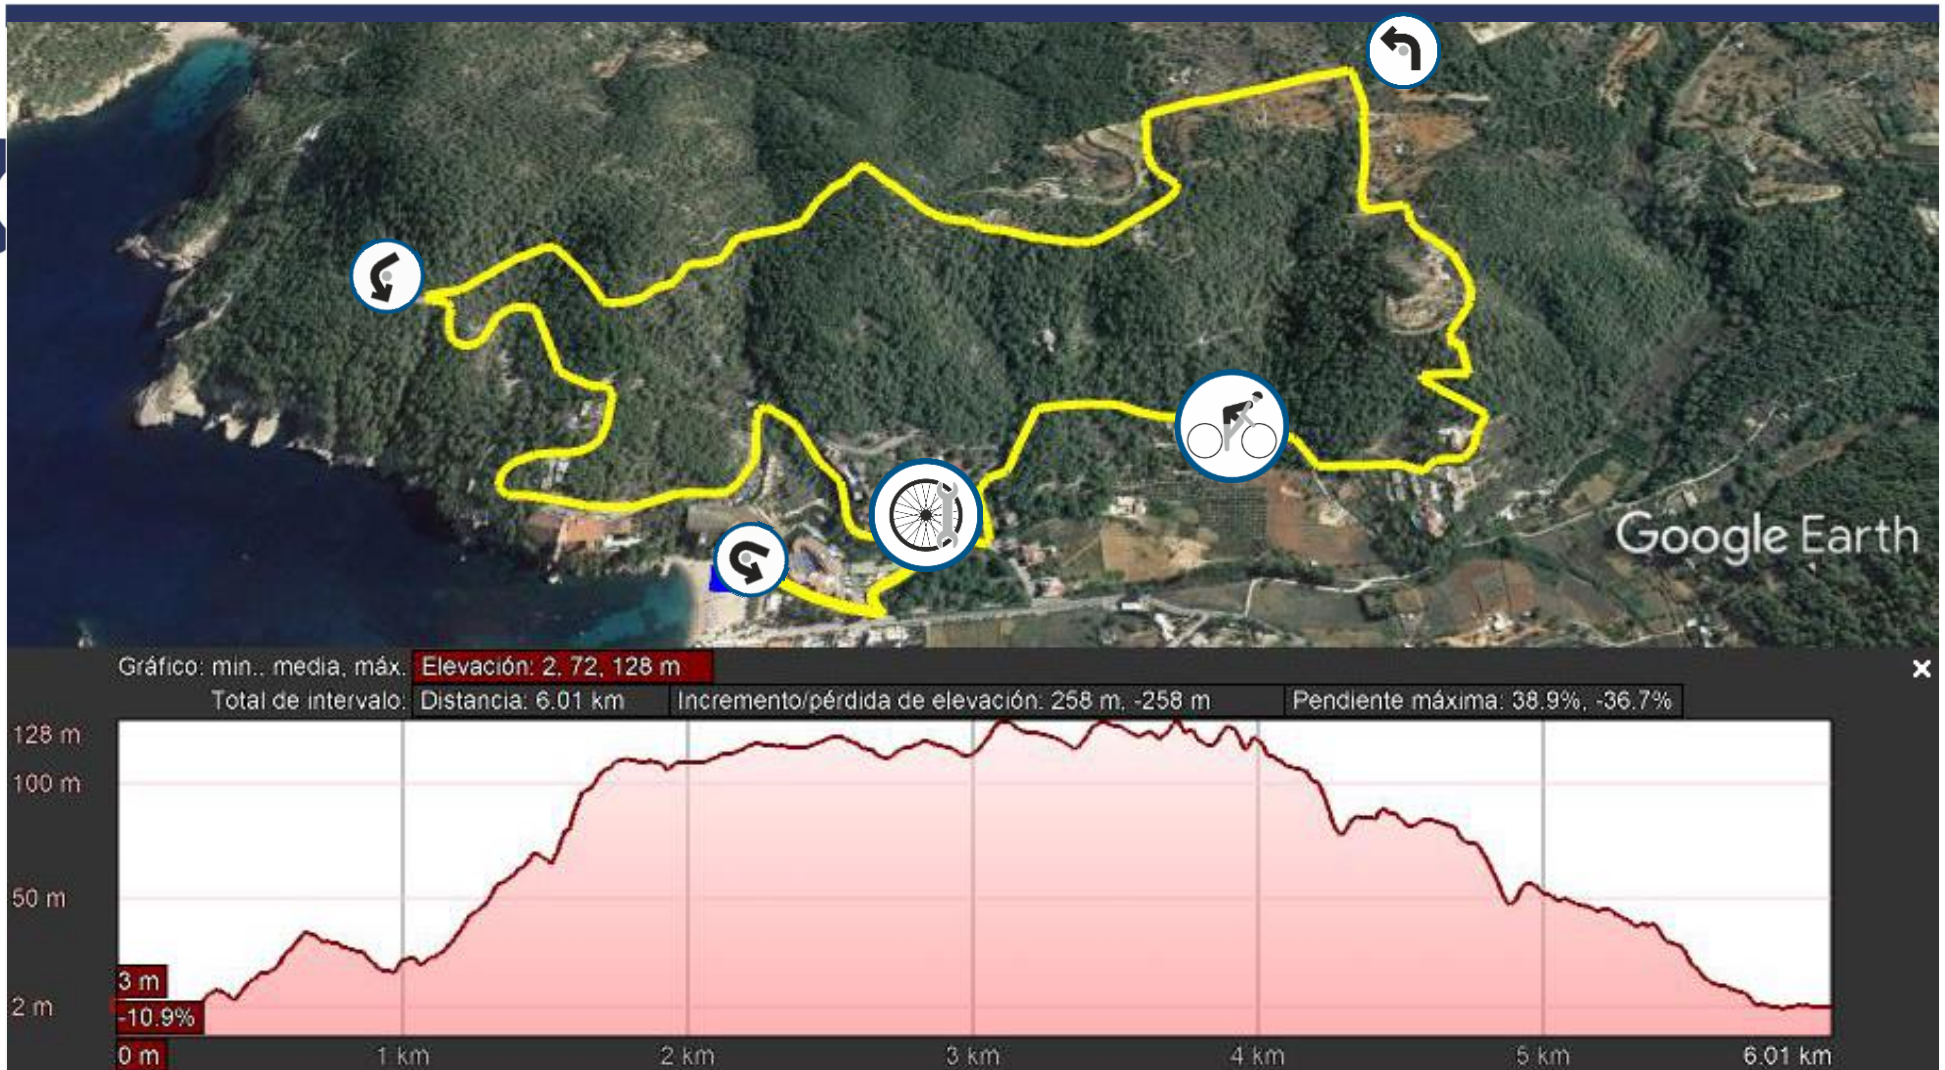 Google Earth
Gráfico: min., media, máx. Elevación: 2, 72, 128 m
Total de intervalo: Distancia: 6.01 km Incremento/pérdida de elevación: 258 m, -258 m Pendiente máxima: 38.9%, -36.7%
128 m
100 m
50 m
3 m
2 m
-10.9%
0 m 1 km 2 km 3 km 4 km 5 km 6.01 km